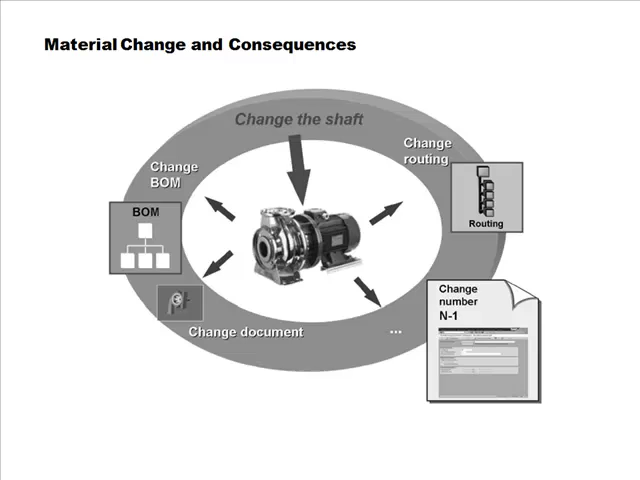 Material Change and Consequences
Change the shaft
Change
routing
Change
BOM
BOM
Routing
Change
number
N-1
Change document
...